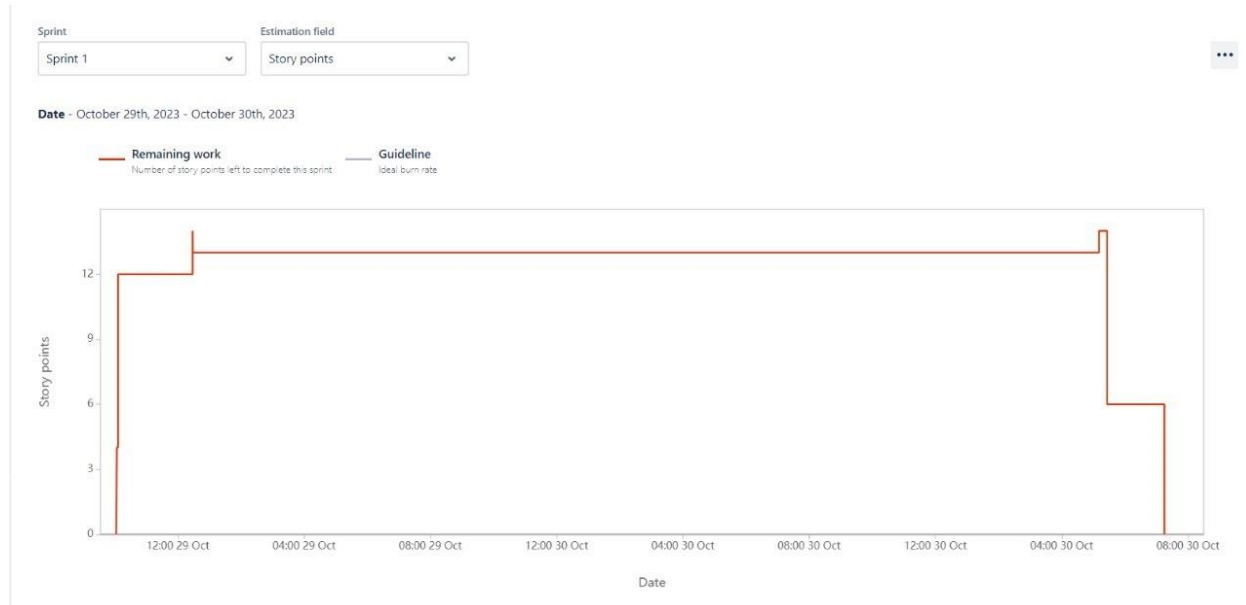 Sprint Estimation field
Sprint 1 Story points
Date - October 29th, 2023 - October 30th, 2023
Remaining work Guideline
Number of story points left to complete this sprint Ideal burn rate
12
9
6
3
0
Story points
12:00 29 Oct 04:00 29 Oct 08:00 29 Oct 12:00 30 Oct 04:00 30 Oct 08:00 30 Oct 12:00 30 Oct 04:00 30 Oct 08:00 30 Oct
Date